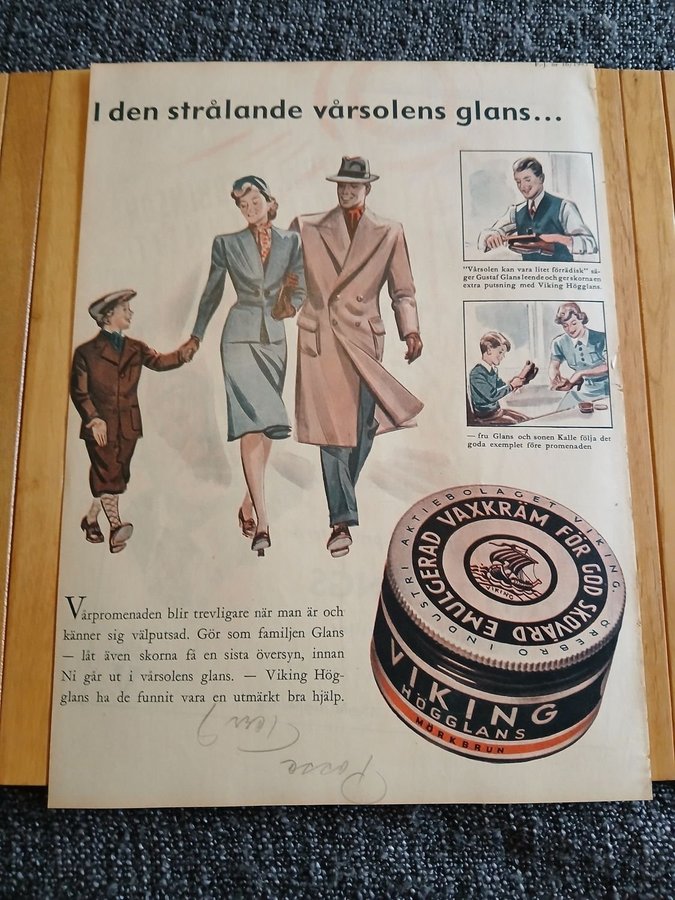 I den strålande vårsolens glans...
"Vårsolen kan vara litet förrädisk" sä-
ger Gustaf Glans leende och ger skorna en
extra putsning med Viking Högglans.
— fru Glans och sonen Kalle följa det
goda exemplet före promenaden
Vårpromenaden blir trevligare när man är och
känner sig välputsad. Gör som familjen Glans
— låt även skorna få en sista översyn, innan
Ni går ut i vårsolens glans. — Viking Hög-
glans ha de funnit vara en utmärkt bra hjälp.
INDUSTRI AKTIEBOLAGET VIKING, ÖREBRO
EMULGERAD VAXKRÄM FÖR GOD SKOVÅRD
VIKING
VIKING
HÖGGLANS
MÖRKBRUN